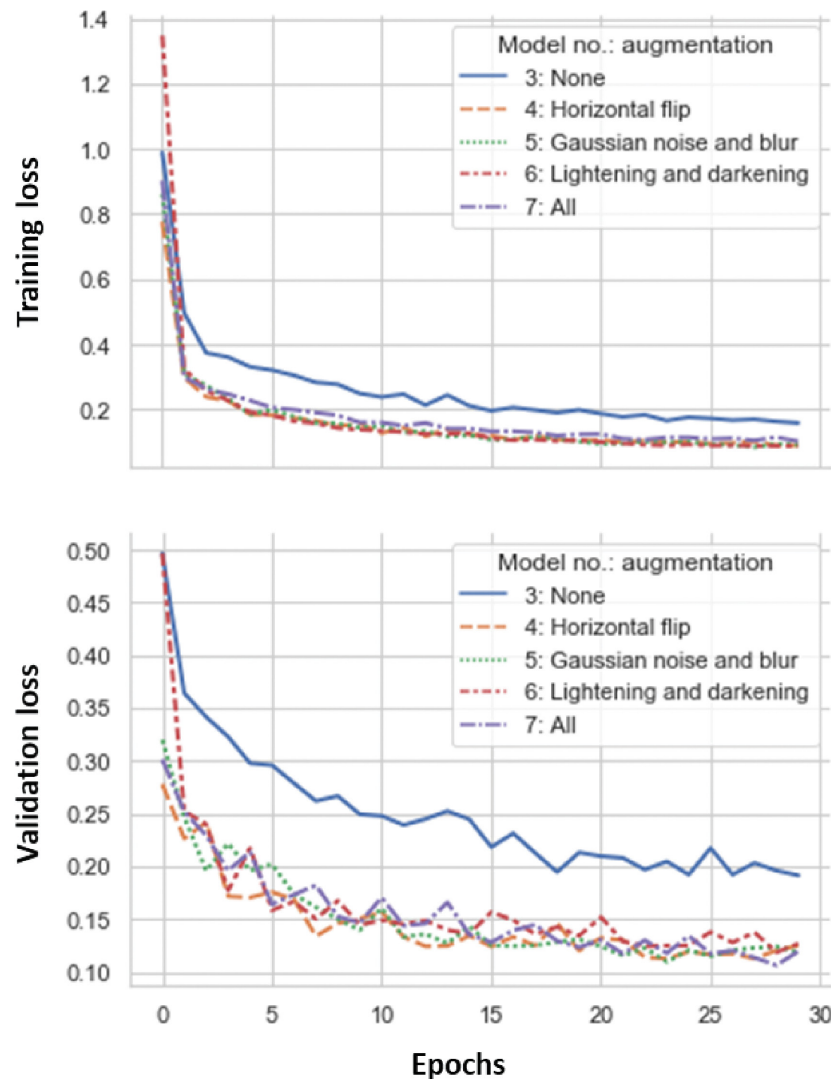 Training loss
1.4
1.2
1.0
0.8
0.6
0.4
0.2
Model no.: augmentation
3: None
4: Horizontal flip
5: Gaussian noise and blur
6: Lightening and darkening
7: All
Validation loss
0.50
0.45
0.40
0.35
0.30
0.25
0.20
0.15
0.10
Model no.: augmentation
3: None
4: Horizontal flip
5: Gaussian noise and blur
6: Lightening and darkening
7: All
0 5 10 15 20 25 30
Epochs